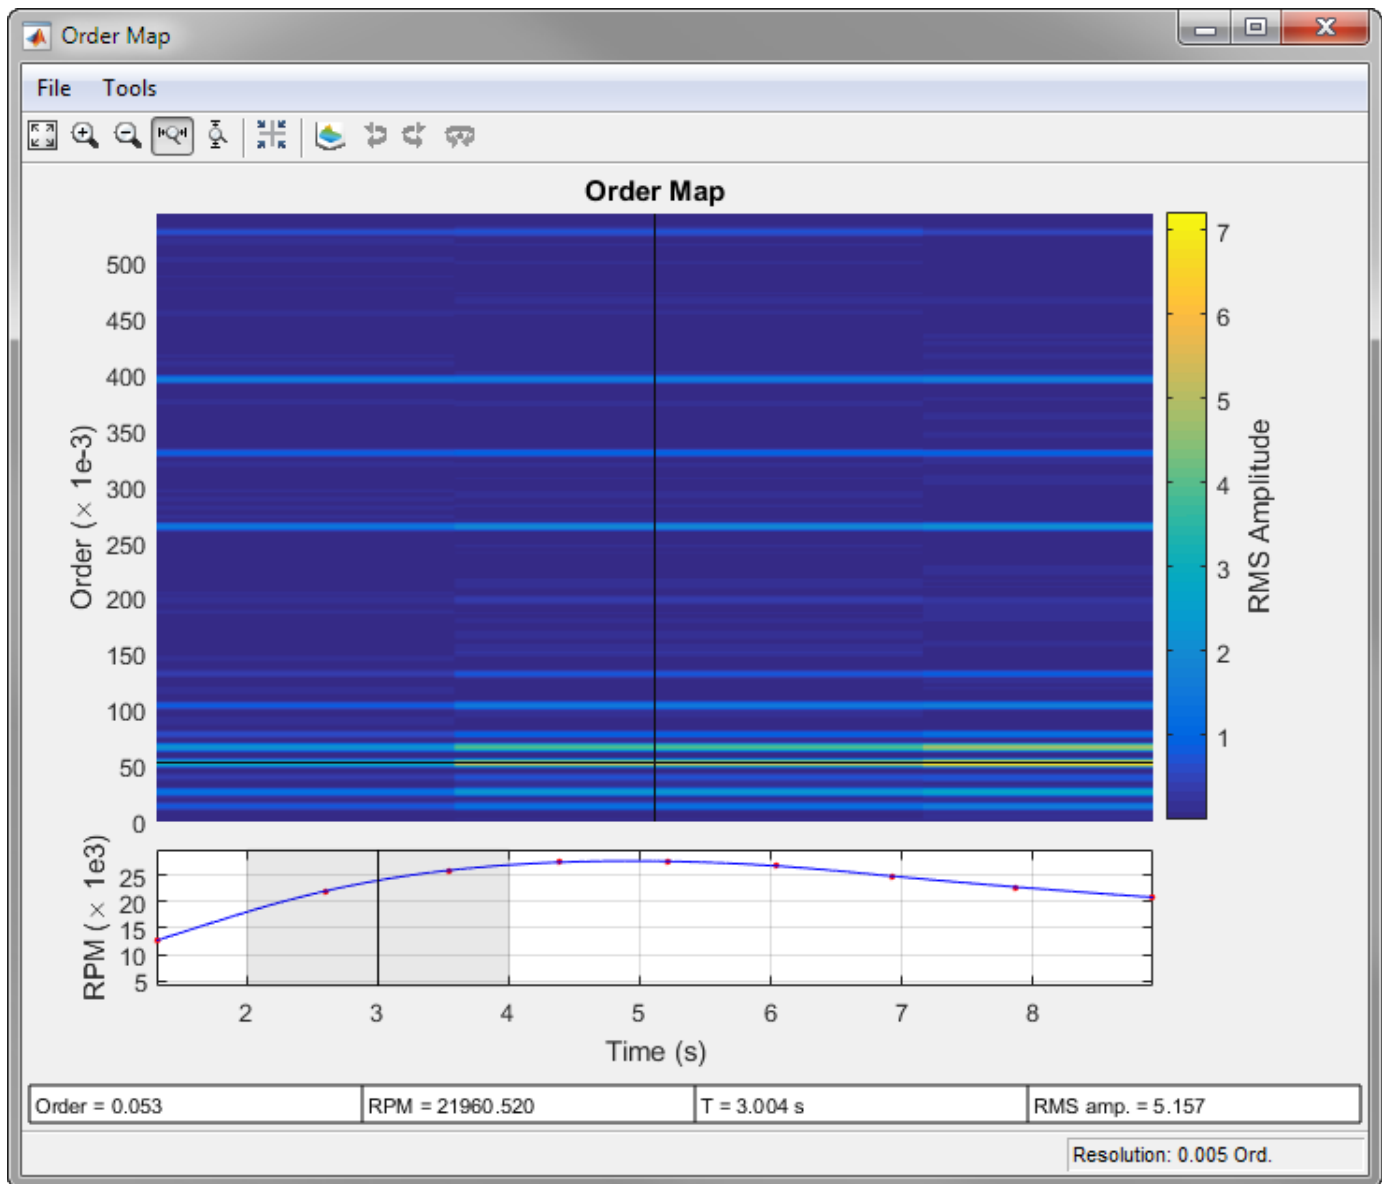 Order Map
File Tools
Order Map
500
450
400
350
300
250
200
150
100
50
0
Order (× 1e-3)
7
6
5
4
3
2
1
RMS Amplitude
25
20
15
10
5
RPM (× 1e3)
2 3 4 5 6 7 8
Time (s)
Order = 0.053 RPM = 21960.520 T = 3.004 s RMS amp. = 5.157
Resolution: 0.005 Ord.